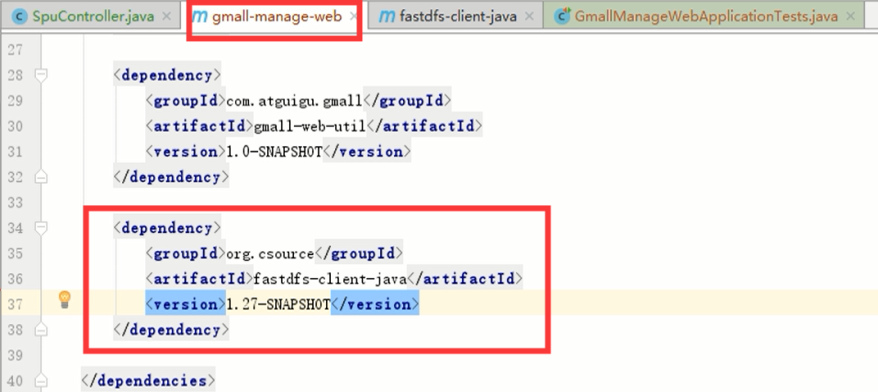 SpuController.java gmall-manage-web fastdfs-client-java GmallManageWebApplicationTests.java
27
28 <dependency>
29 <groupId>com.atguigu.gmall</groupId>
30 <artifactId>gmall-web-util</artifactId>
31 <version>1.0-SNAPSHOT</version>
32 </dependency>
33
34 <dependency>
35 <groupId>org.csource</groupId>
36 <artifactId>fastdfs-client-java</artifactId>
37 <version>1.27-SNAPSHOT</version>
38 </dependency>
39
40 </dependencies>